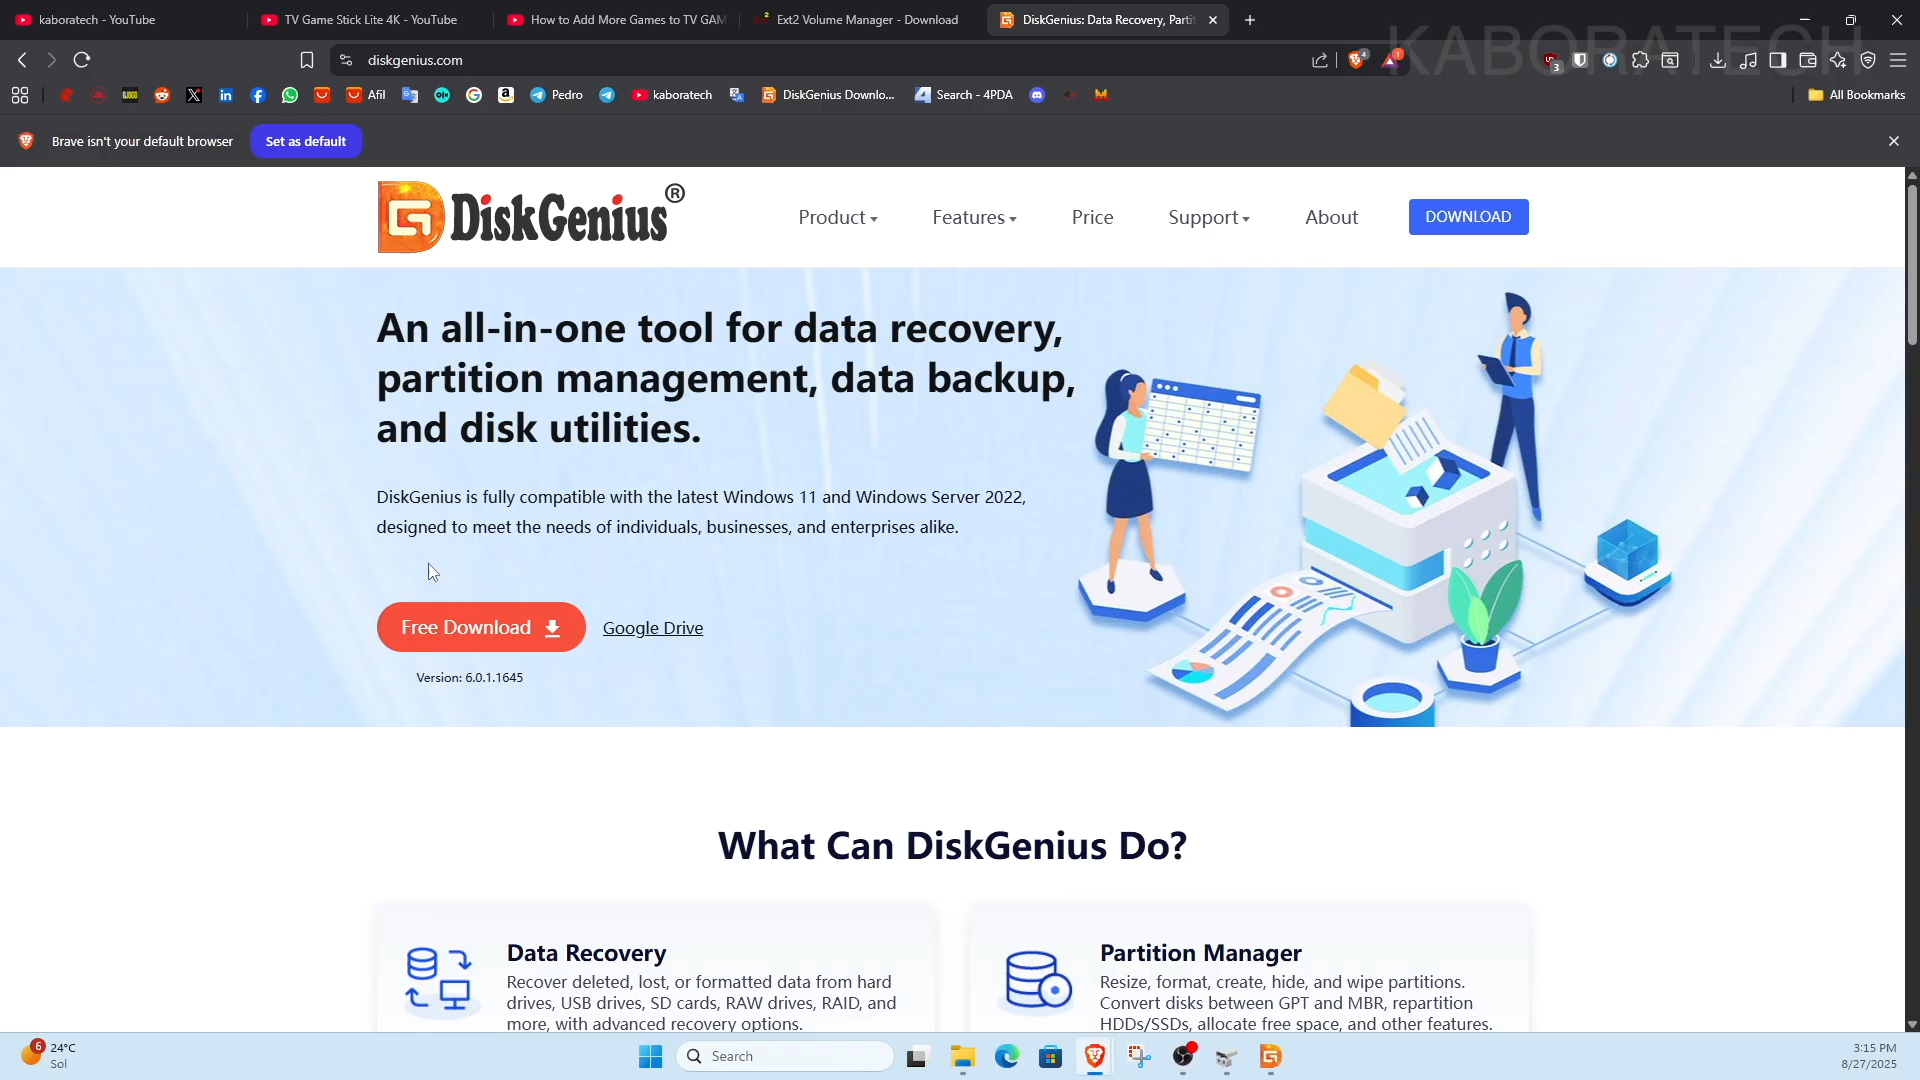 kaboratech - YouTube
TV Game Stick Lite 4K - YouTube
How to Add More Games to TV GAM
Ext2 Volume Manager - Download
DiskGenius: Data Recovery, Parti
KABORATECH
diskgenius.com
Afil
Pedro
kaboratech
DiskGenius Downlo...
Search - 4PDA
All Bookmarks
Brave isn't your default browser
Set as default
DiskGenius®
Product
Features
Price
Support
About
DOWNLOAD
An all-in-one tool for data recovery,
partition management, data backup,
and disk utilities.
DiskGenius is fully compatible with the latest Windows 11 and Windows Server 2022,
designed to meet the needs of individuals, businesses, and enterprises alike.
Free Download
Google Drive
Version: 6.0.1.1645
What Can DiskGenius Do?
Data Recovery
Recover deleted, lost, or formatted data from hard
drives, USB drives, SD cards, RAW drives, RAID, and
more, with advanced recovery options.
Partition Manager
Resize, format, create, hide, and wipe partitions.
Convert disks between GPT and MBR, repartition
HDDs/SSDs, allocate free space, and other features.
6
24°C
Sol
Search
3:15 PM
8/27/2025